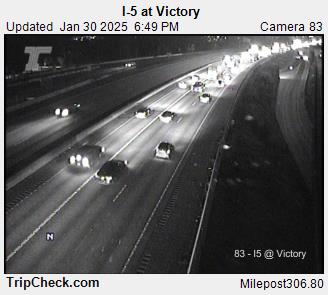 I-5 at Victory
Updated Jan 30 2025 6:49 PM Camera 83
N
83 - I5 @ Victory
TripCheck.com Milepost306.80